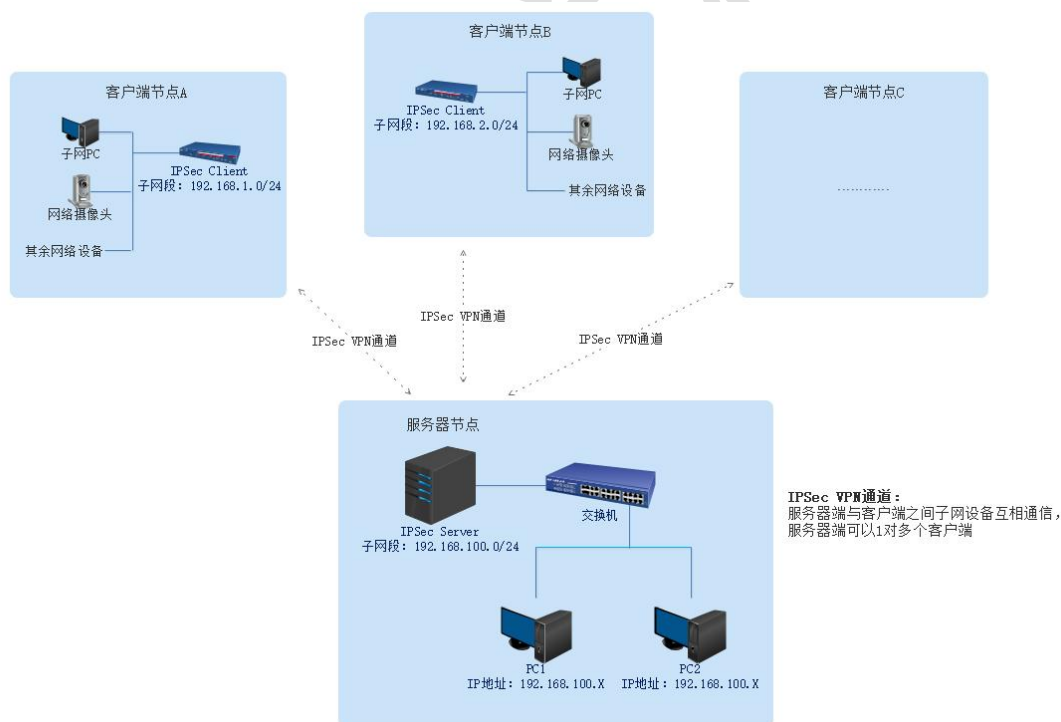 客户端节点B
IPSec Client
子网段：192.168.2.0/24
子网PC
网络摄像头
其余网络设备
客户端节点A
子网PC
IPSec Client
子网段：192.168.1.0/24
网络摄像头
其余网络设备
客户端节点C
............
IPSec VPN通道
IPSec VPN通道
IPSec VPN通道
服务器节点
IPSec Server
子网段：192.168.100.0/24
交换机
PC1
IP地址：192.168.100.X
PC2
IP地址：192.168.100.X
IPSec VPN通道：
服务器端与客户端之间子网设备互相通信，
服务器端可以1对多个客户端